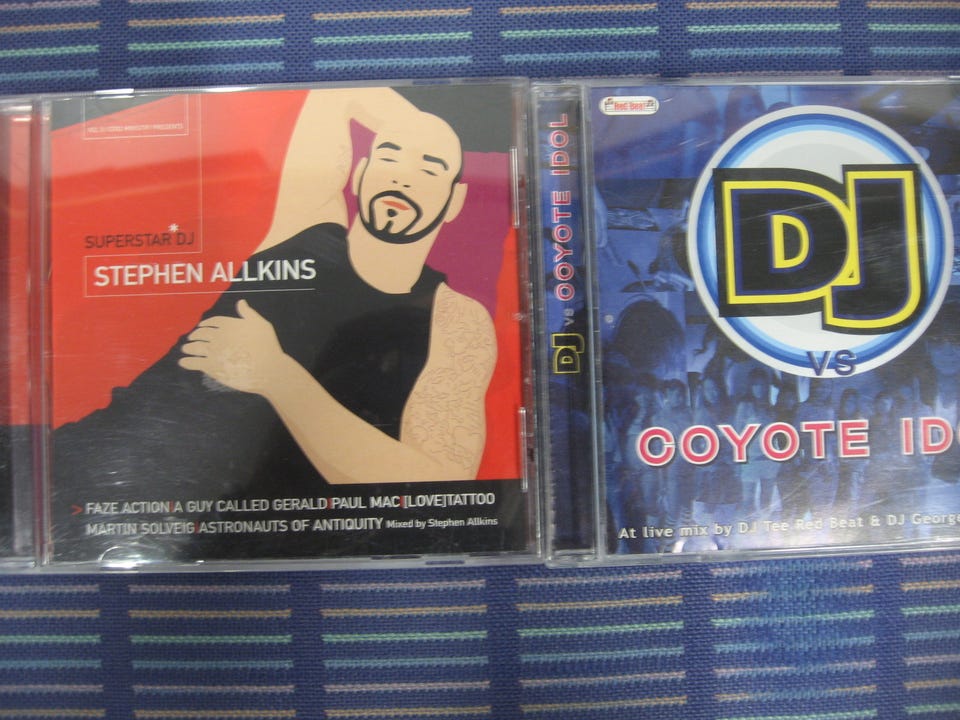 SUPERSTAR*DJ
STEPHEN ALLKINS
> FAZE ACTION|A GUY CALLED GERALD|PAUL MAC|[LOVE]TATTOO
MARTIN SOLVEIG|ASTRONAUTS OF ANTIQUITY Mixed by Stephen Allkins
DJ vs COYOTE IDOL
Red Beat
DJ
VS
COYOTE
At live mix by DJ Tee Red Beat & DJ George